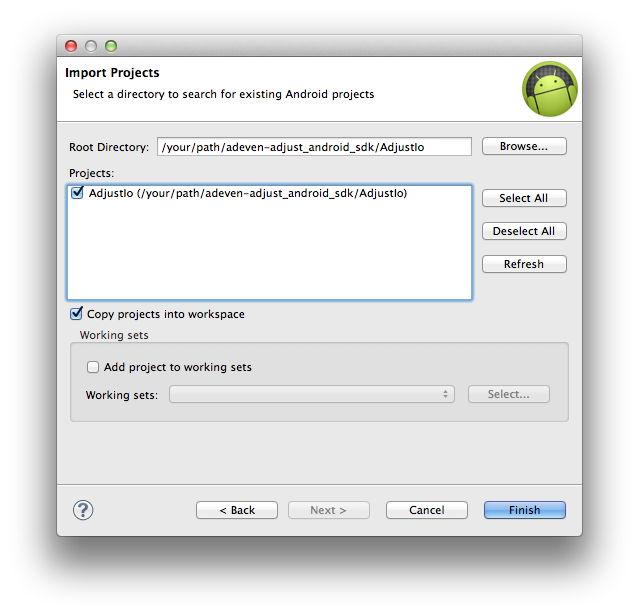 Import Projects
Select a directory to search for existing Android projects
Root Directory: /your/path/adeven-adjust_android_sdk/AdjustIo Browse...
Projects:
AdjustIo (/your/path/adeven-adjust_android_sdk/AdjustIo)
Select All
Deselect All
Refresh
Copy projects into workspace
Working sets
Add project to working sets
Working sets: Select...
? < Back Next > Cancel Finish